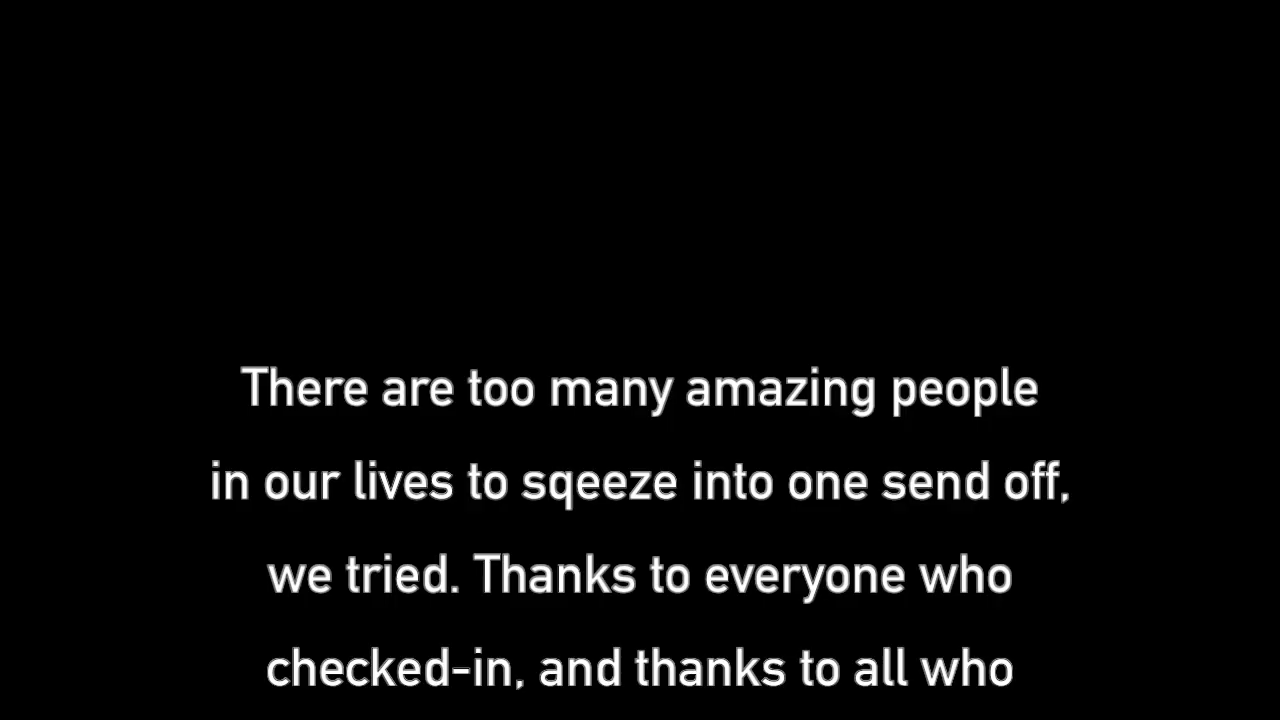 There are too many amazing people
in our lives to sqeeze into one send off,
we tried. Thanks to everyone who
checked-in, and thanks to all who